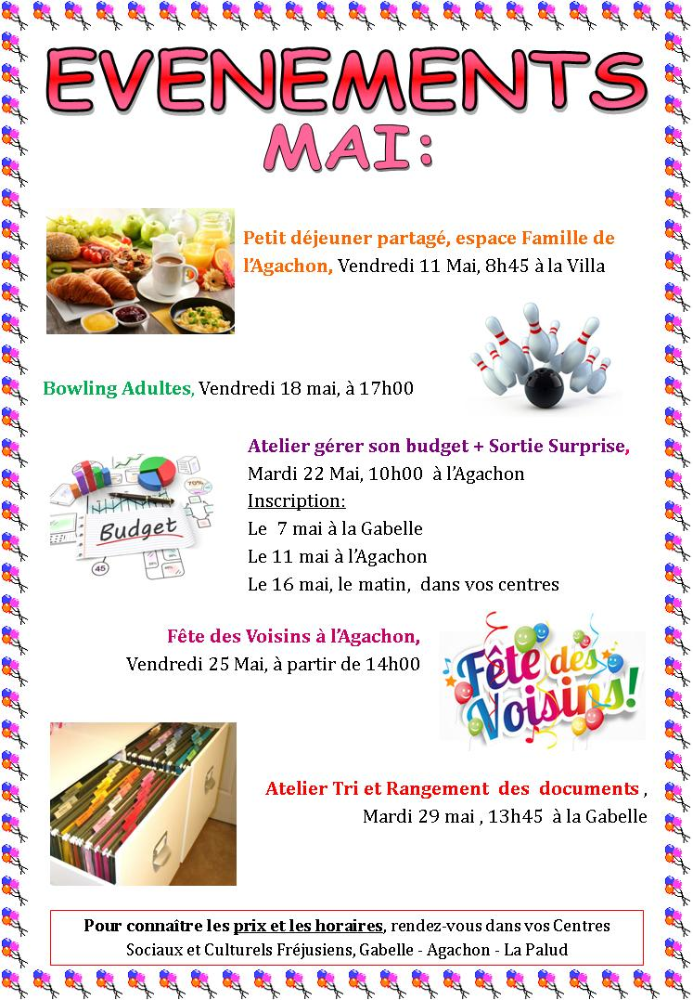 EVENEMENTS
MAI:
Petit déjeuner partagé, espace Famille de
l’Agachon, Vendredi 11 Mai, 8h45 à la Villa
Bowling Adultes, Vendredi 18 mai, à 17h00
Atelier gérer son budget + Sortie Surprise,
Mardi 22 Mai, 10h00 à l’Agachon
Inscription:
Le 7 mai à la Gabelle
Le 11 mai à l’Agachon
Le 16 mai, le matin, dans vos centres
70%
Budget
45
Fête des Voisins à l’Agachon,
Vendredi 25 Mai, à partir de 14h00
Fête des
Voisins!
Atelier Tri et Rangement des documents ,
Mardi 29 mai , 13h45 à la Gabelle
Pour connaître les prix et les horaires, rendez-vous dans vos Centres
Sociaux et Culturels Fréjusiens, Gabelle - Agachon - La Palud